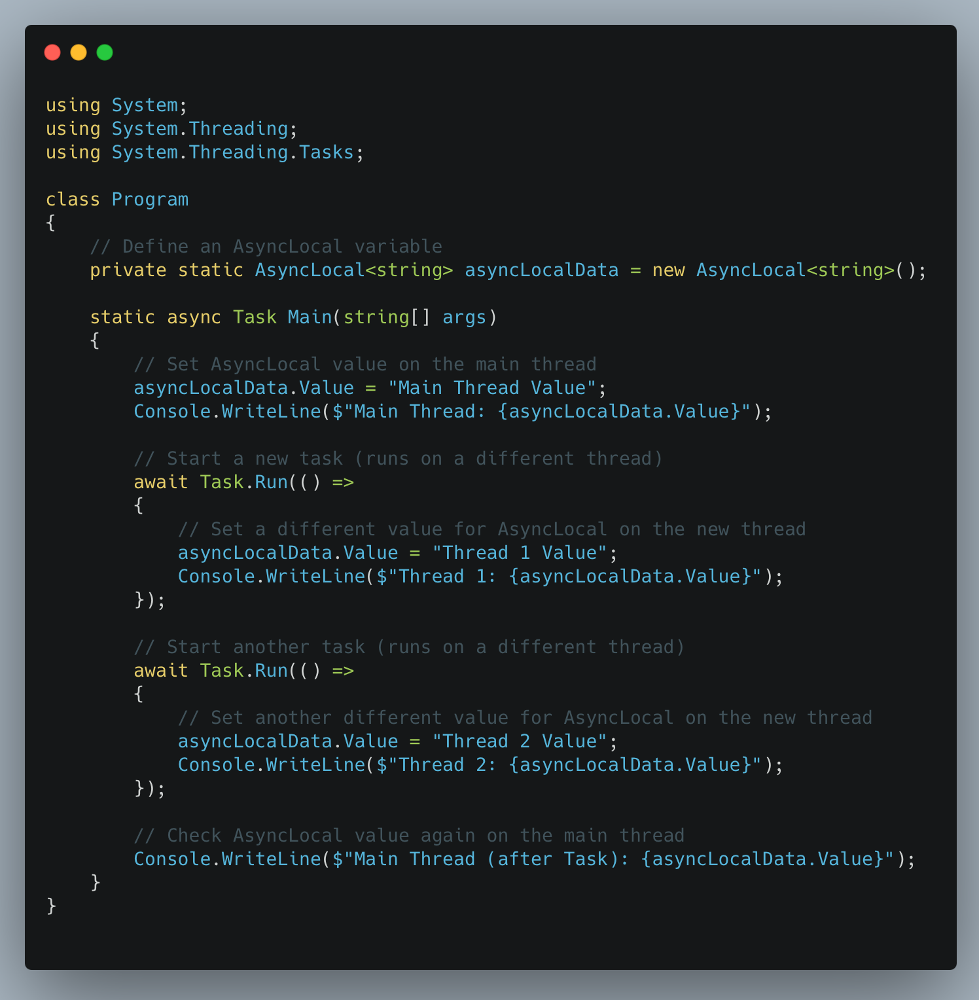 using System;
using System.Threading;
using System.Threading.Tasks;

class Program
{
    // Define an AsyncLocal variable
    private static AsyncLocal<string> asyncLocalData = new AsyncLocal<string>();

    static async Task Main(string[] args)
    {
        // Set AsyncLocal value on the main thread
        asyncLocalData.Value = "Main Thread Value";
        Console.WriteLine($"Main Thread: {asyncLocalData.Value}");

        // Start a new task (runs on a different thread)
        await Task.Run(() =>
        {
            // Set a different value for AsyncLocal on the new thread
            asyncLocalData.Value = "Thread 1 Value";
            Console.WriteLine($"Thread 1: {asyncLocalData.Value}");
        });

        // Start another task (runs on a different thread)
        await Task.Run(() =>
        {
            // Set another different value for AsyncLocal on the new thread
            asyncLocalData.Value = "Thread 2 Value";
            Console.WriteLine($"Thread 2: {asyncLocalData.Value}");
        });

        // Check AsyncLocal value again on the main thread
        Console.WriteLine($"Main Thread (after Task): {asyncLocalData.Value}");
    }
}